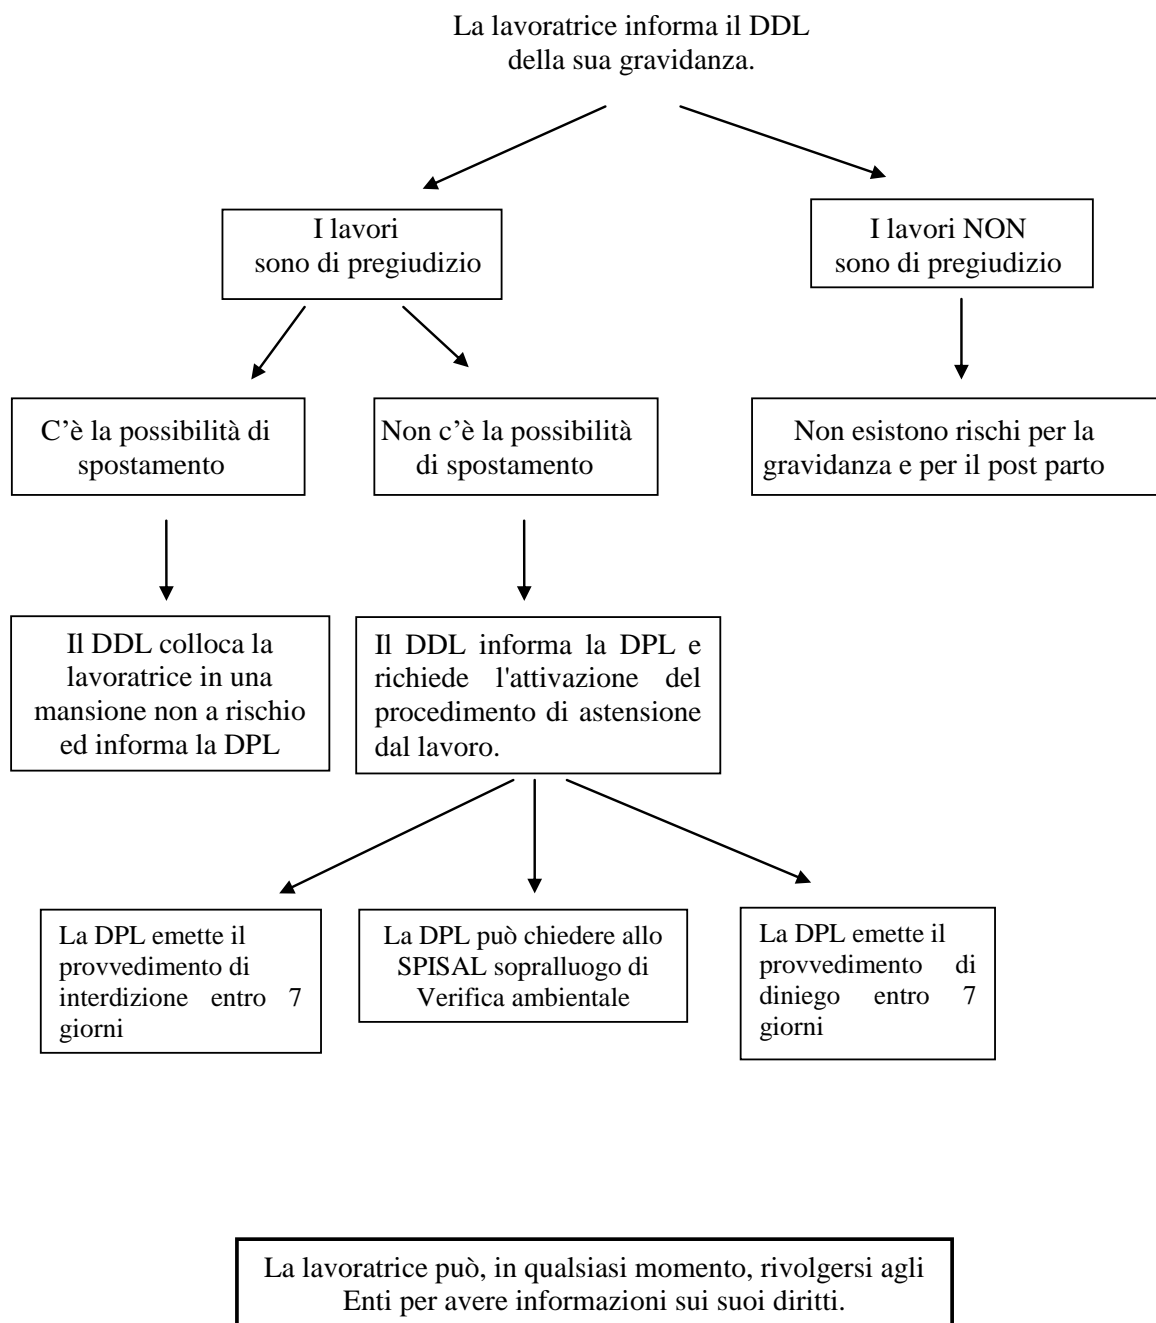 La lavoratrice informa il DDL
della sua gravidanza.
I lavori
sono di pregiudizio
I lavori NON
sono di pregiudizio
C'è la possibilità di
spostamento
Non c'è la possibilità
di spostamento
Non esistono rischi per la
gravidanza e per il post parto
Il DDL colloca la
lavoratrice in una
mansione non a rischio
ed informa la DPL
Il DDL informa la DPL e
richiede l'attivazione del
procedimento di astensione
dal lavoro.
La DPL emette il
provvedimento di
interdizione entro 7
giorni
La DPL può chiedere allo
SPISAL sopralluogo di
Verifica ambientale
La DPL emette il
provvedimento di
diniego entro 7
giorni
La lavoratrice può, in qualsiasi momento, rivolgersi agli
Enti per avere informazioni sui suoi diritti.